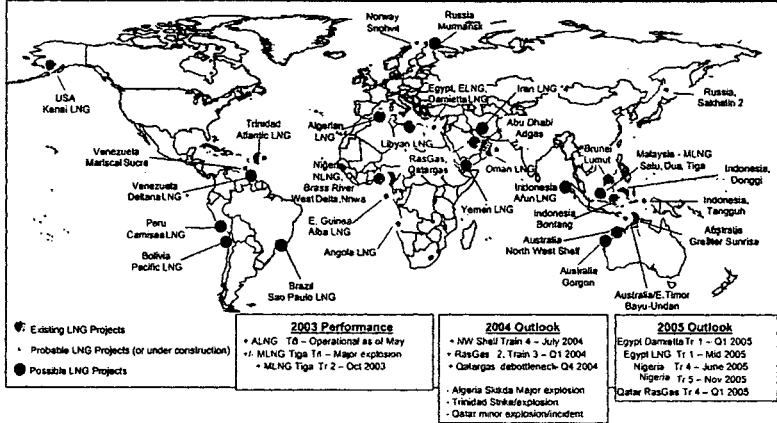 Norway
Snohvit
Russia
Murmansk
USA
Kenai LNG
Trinidad
Atlantic LNG
Venezuela
Mariscal Sucre
Venezuela
Deltana LNG
Peru
Camisea LNG
Bolivia
Pacific LNG
Brazil
Sao Paulo LNG
Algerian
LNG
Egypt, ELNG,
Damietta LNG
Libyan LNG
Iran LNG
Abu Dhabi
Adgas
RasGas,
Qatargas
Oman LNG
Yemen LNG
NLNG,
Brass River
West Delta, Nnwa
E. Guinea
Alba LNG
Angola LNG
Russia,
Sakhalin 2
Brunei
Lumut
Malaysia - MLNG
Satu, Dua, Tiga
Indonesia,
Donggi
Indonesia,
Tangguh
Indonesia
Arun LNG
Indonesia
Bontang
Australia
North West Shelf
Australia
Gorgon
Australia
Greater Sunrise
Australia/E.Timor
Bayu-Undan
Existing LNG Projects
Probable LNG Projects (or under construction)
Possible LNG Projects
2003 Performance
+ ALNG T3 – Operational as of May
+/- MLNG Tiga Tr1 – Major explosion
+ MLNG Tiga Tr 2 – Oct 2003
2004 Outlook
+ NW Shelf Train 4 – July 2004
+ RasGas 2, Train 3 – Q1 2004
+ Qatargas debottleneck- Q4 2004
- Algeria Skikda Major explosion
- Trinidad Strike/explosion
- Qatar minor explosion/incident
2005 Outlook
Egypt Damietta Tr 1 – Q1 2005
Egypt LNG Tr 1 – Mid 2005
Nigeria Tr 4 – June 2005
Nigeria Tr 5 – Nov 2005
Qatar RasGas Tr 4 – Q1 2005